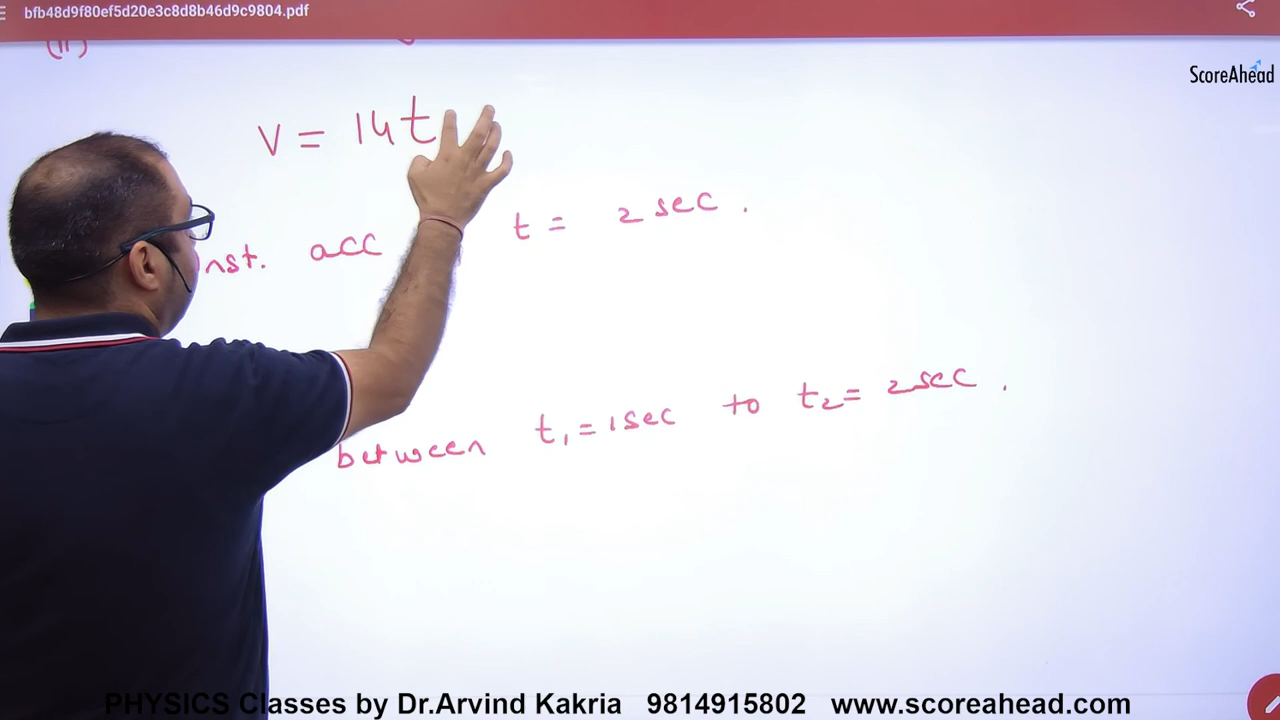 bfb48d9f80ef5d20e3c8d8b46d9c9804.pdf
(II)
ScoreAhead
v = 14t
nst. acc t = 2 sec .
between t₁ = 1sec to t₂ = 2sec .
PHYSICS Classes by Dr.Arvind Kakria 9814915802 www.scoreahead.com